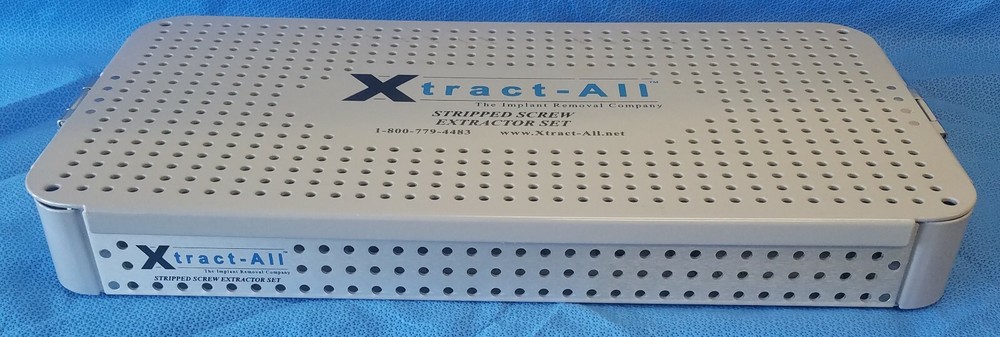 Xtract-All™
The Implant Removal Company
STRIPPED SCREW
EXTRACTOR SET
1-800-779-4483 www.Xtract-All.net
Xtract-All™
The Implant Removal Company
STRIPPED SCREW EXTRACTOR SET